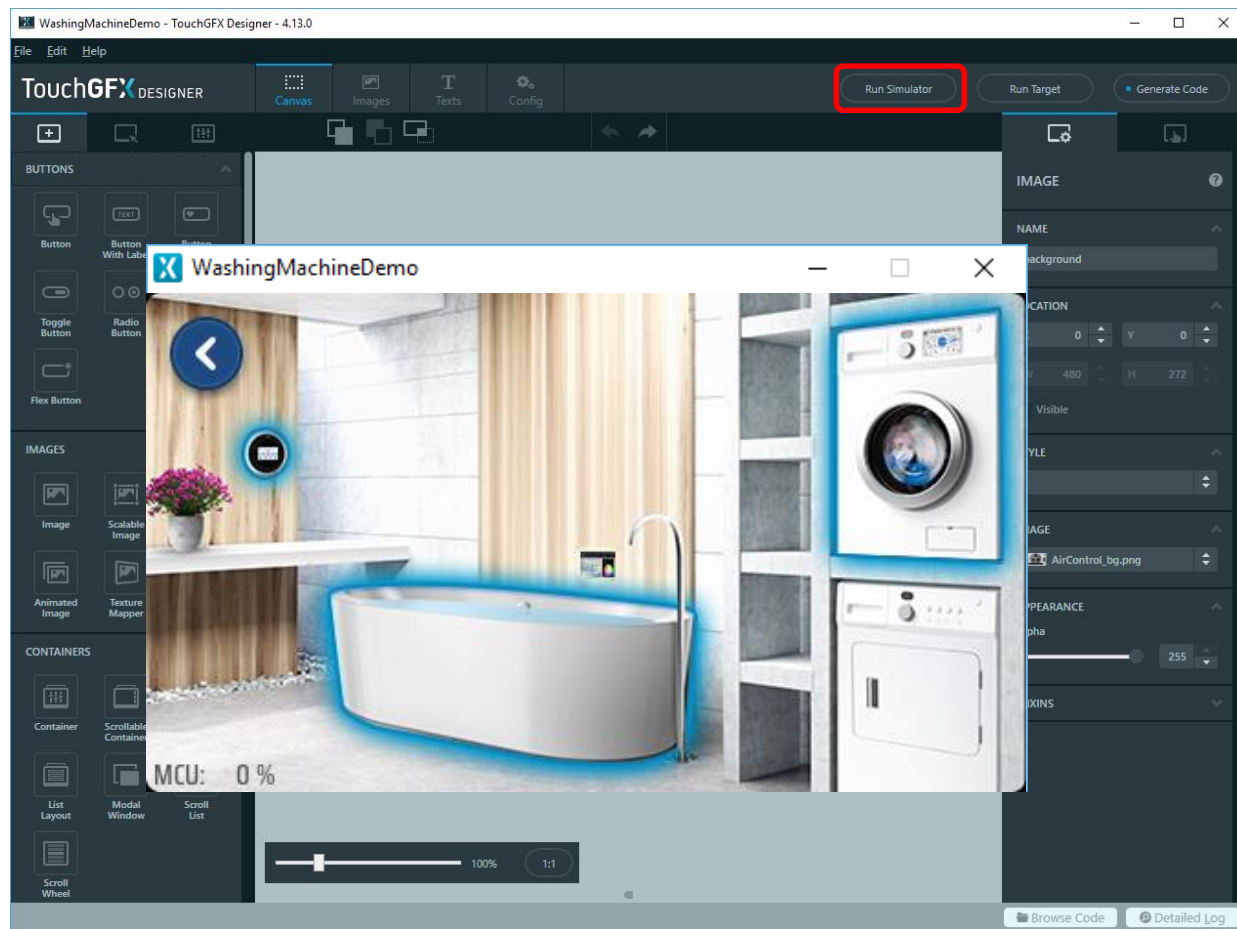 WashingMachineDemo - TouchGFX Designer - 4.13.0
File Edit Help
TouchGFX DESIGNER
Canvas
Images
Texts
Config
Run Simulator
Run Target
Generate Code
BUTTONS
Button
Button
With Labe
Toggle
Button
Radio
Button
Flex Button
IMAGES
Image
Scalable
Image
Animated
Image
Texture
Mapper
CONTAINERS
Container
Scrollable
Containe
List
Layout
Modal
Window
Scroll
List
Scroll
Wheel
WashingMachineDemo
MCU: 0 %
100%
1:1
IMAGE
NAME
background
OCATION
0 Y 0
480 H 272
Visible
YLE
AGE
AirControl_bg.png
PPEARANCE
pha
255
IXINS
Browse Code
Detailed Log